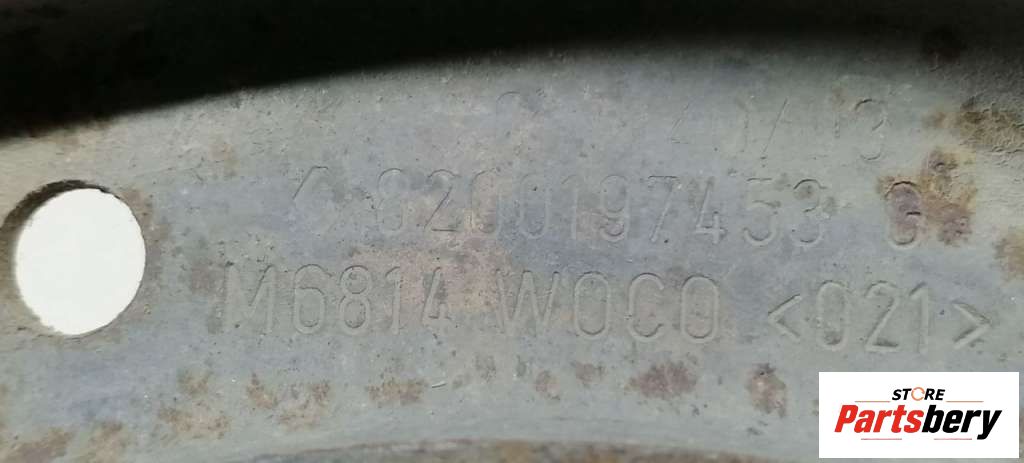 8200197453
M6814 WOCO <021>
STORE
Partsbery